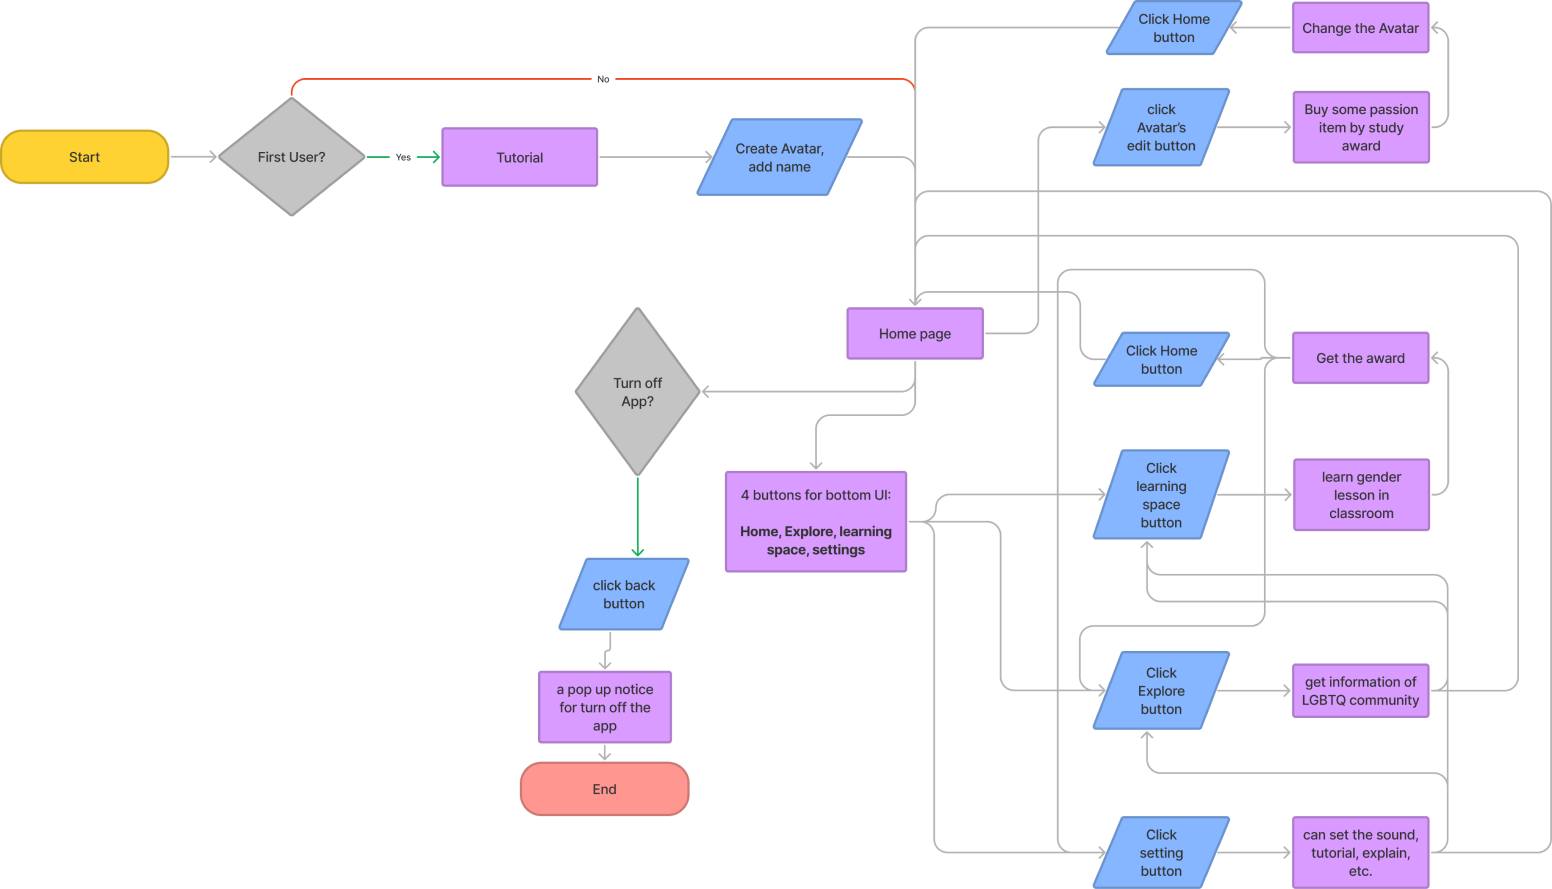 Click Home
button
Change the Avatar
No
click
Avatar's
edit button
Buy some passion
item by study
award
Start
First User?
Yes
Tutorial
Create Avatar,
add name
Home page
Turn off
App?
Click Home
button
Get the award
4 buttons for bottom UI:
Home, Explore, learning
space, settings
Click
learning
space
button
learn gender
lesson in
classroom
click back
button
a pop up notice
for turn off the
app
End
Click
Explore
button
get information of
LGBTQ community
Click
setting
button
can set the sound,
tutorial, explain,
etc.